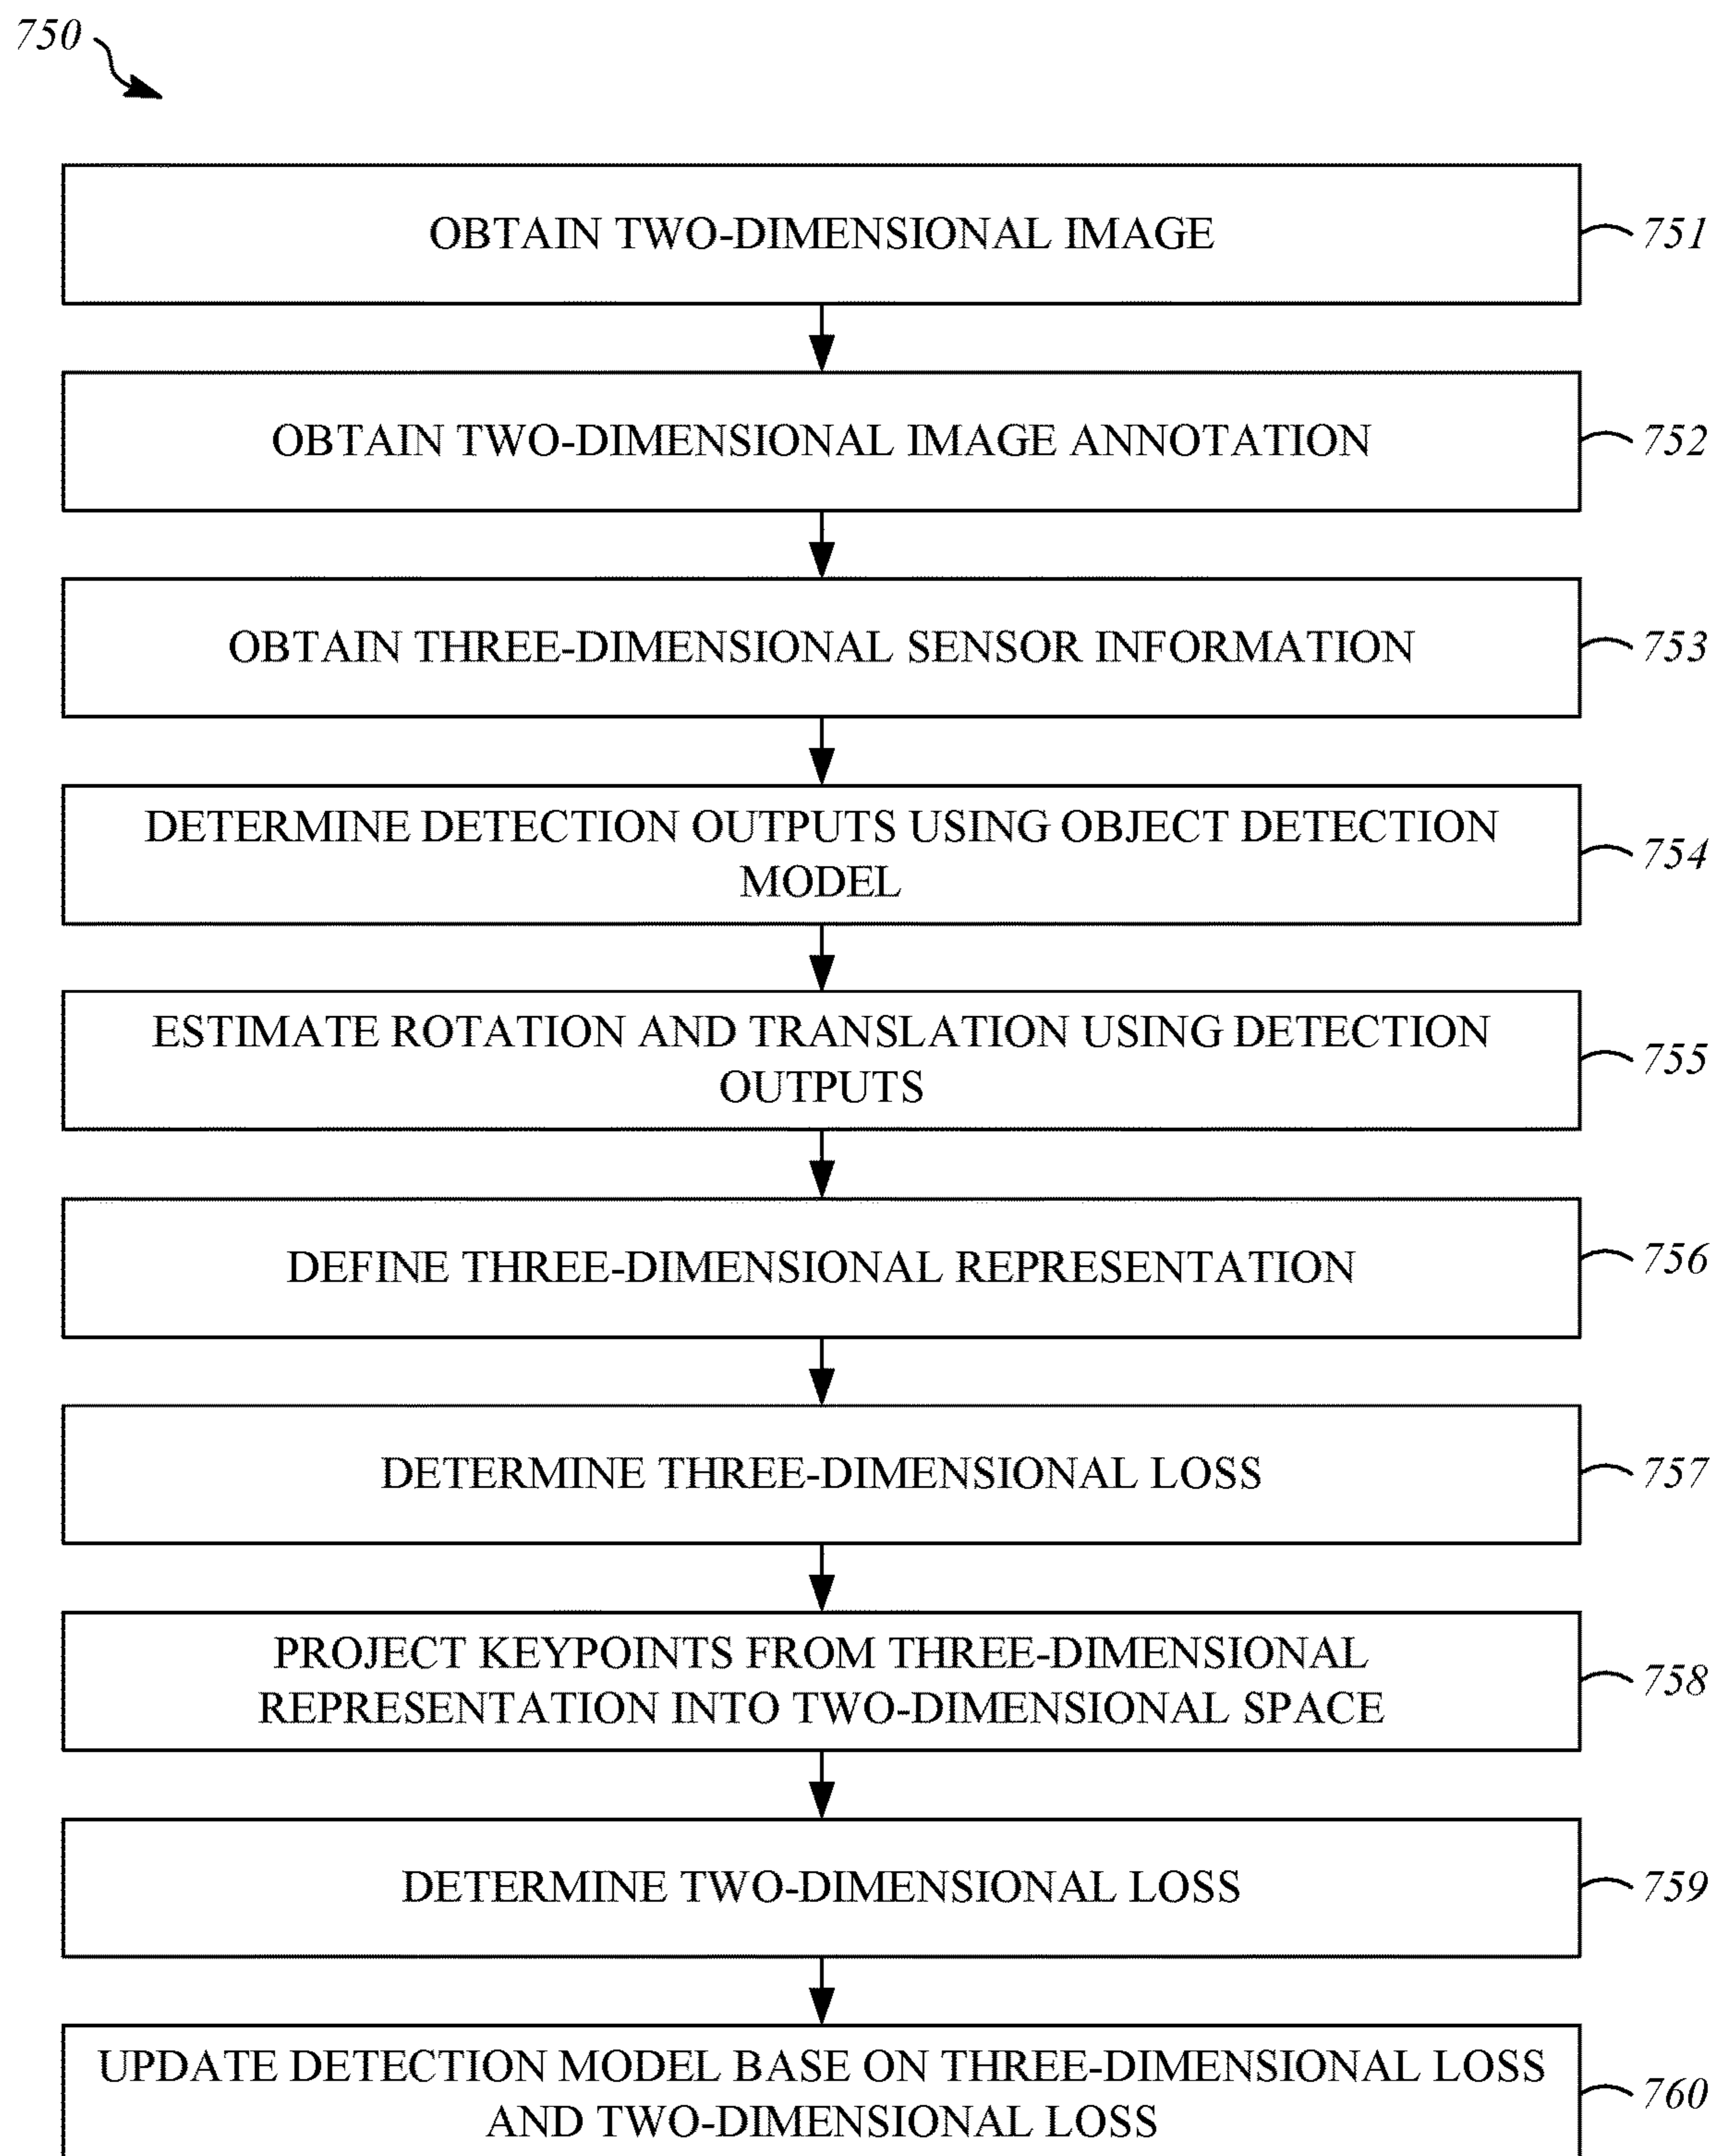 750
OBTAIN TWO-DIMENSIONAL IMAGE
751
OBTAIN TWO-DIMENSIONAL IMAGE ANNOTATION
752
OBTAIN THREE-DIMENSIONAL SENSOR INFORMATION
753
DETERMINE DETECTION OUTPUTS USING OBJECT DETECTION
MODEL
754
ESTIMATE ROTATION AND TRANSLATION USING DETECTION
OUTPUTS
755
DEFINE THREE-DIMENSIONAL REPRESENTATION
756
DETERMINE THREE-DIMENSIONAL LOSS
757
PROJECT KEYPOINTS FROM THREE-DIMENSIONAL
REPRESENTATION INTO TWO-DIMENSIONAL SPACE
758
DETERMINE TWO-DIMENSIONAL LOSS
759
UPDATE DETECTION MODEL BASE ON THREE-DIMENSIONAL LOSS
AND TWO-DIMENSIONAL LOSS
760